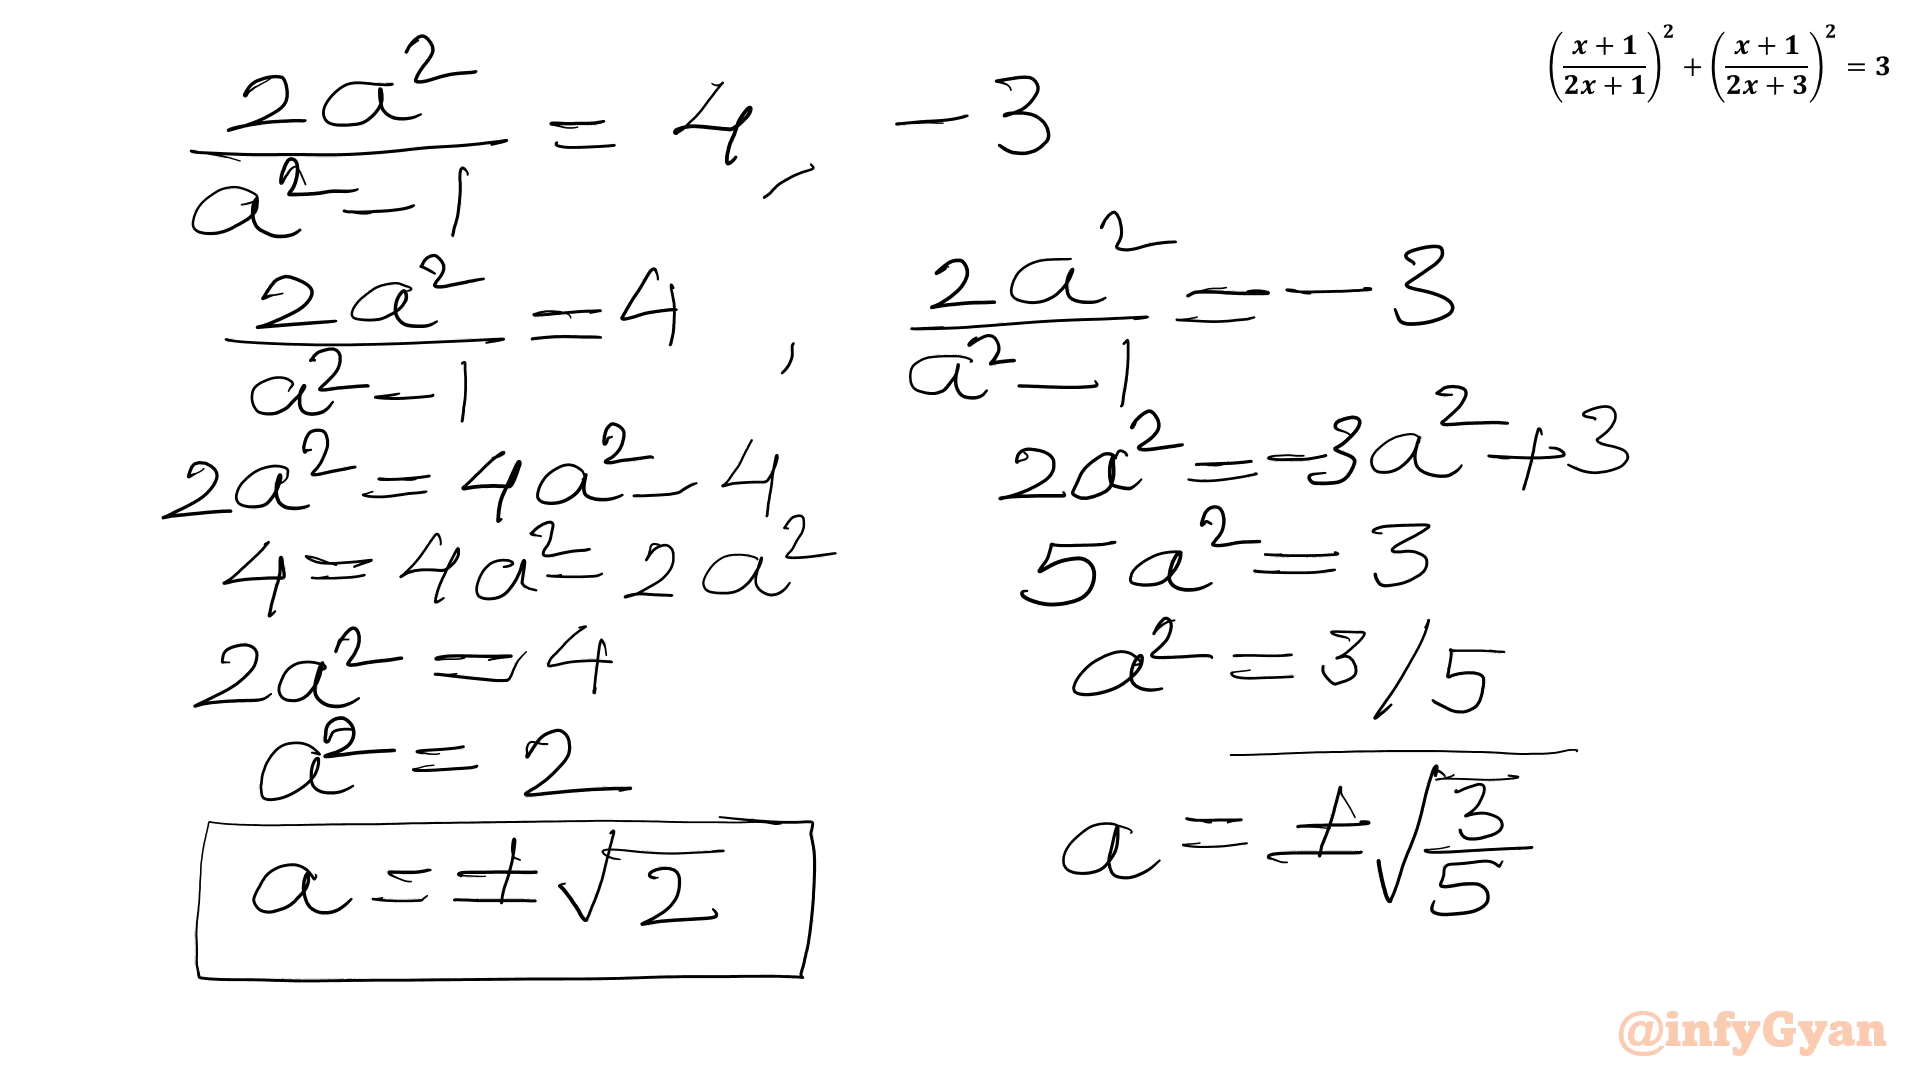 (x+1/2x+1)² + (x+1/2x+3)² = 3
2a²/a²-1 = 4, -3
2a²/a²-1 = 4, 2a²/a²-1 = -3
2a² = 4a² - 4
4 = 4a² - 2a²
2a² = 4
a² = 2
a = ±√2
2a² = -3a² + 3
5a² = 3
a² = 3/5
a = ±√3/5
@infyGyan